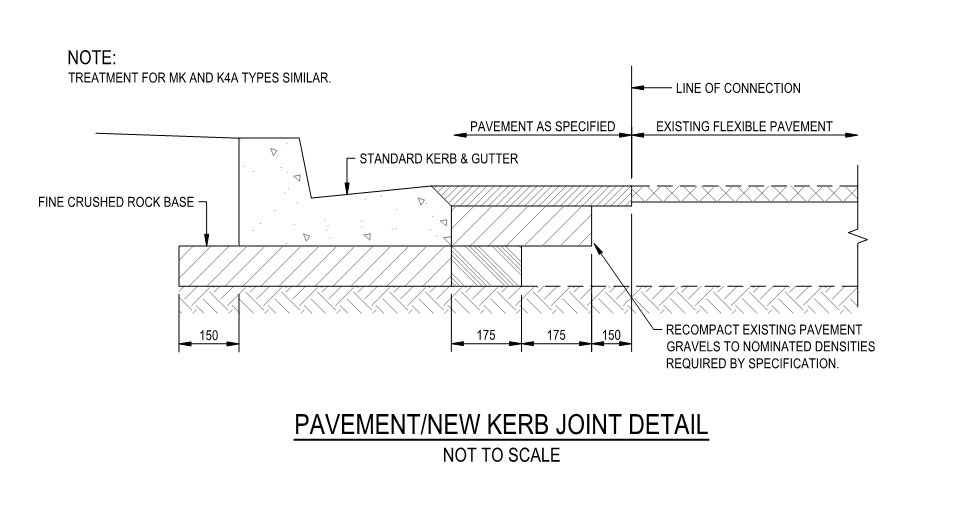 NOTE:
TREATMENT FOR MK AND K4A TYPES SIMILAR.
LINE OF CONNECTION
PAVEMENT AS SPECIFIED
EXISTING FLEXIBLE PAVEMENT
STANDARD KERB & GUTTER
FINE CRUSHED ROCK BASE
150
175
175
150
RECOMPACT EXISTING PAVEMENT
GRAVELS TO NOMINATED DENSITIES
REQUIRED BY SPECIFICATION.
PAVEMENT/NEW KERB JOINT DETAIL
NOT TO SCALE